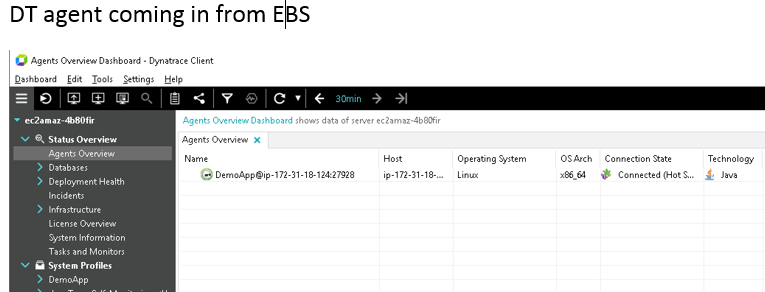 DT agent coming in from EBS
Agents Overview Dashboard - Dynatrace Client
Dashboard Edit Tools Settings Help
30min
ec2amaz-4b80fir
Agents Overview Dashboard shows data of server ec2amaz-4b80fir
Status Overview
Agents Overview
Agents Overview
Databases
Deployment Health
Incidents
Infrastructure
License Overview
System Information
Tasks and Monitors
System Profiles
DemoApp
Name Host Operating System OS Arch Connection State Technology
DemoApp@ip-172-31-18-124:27928 ip-172-31-18-... Linux x86_64 Connected (Hot S... Java